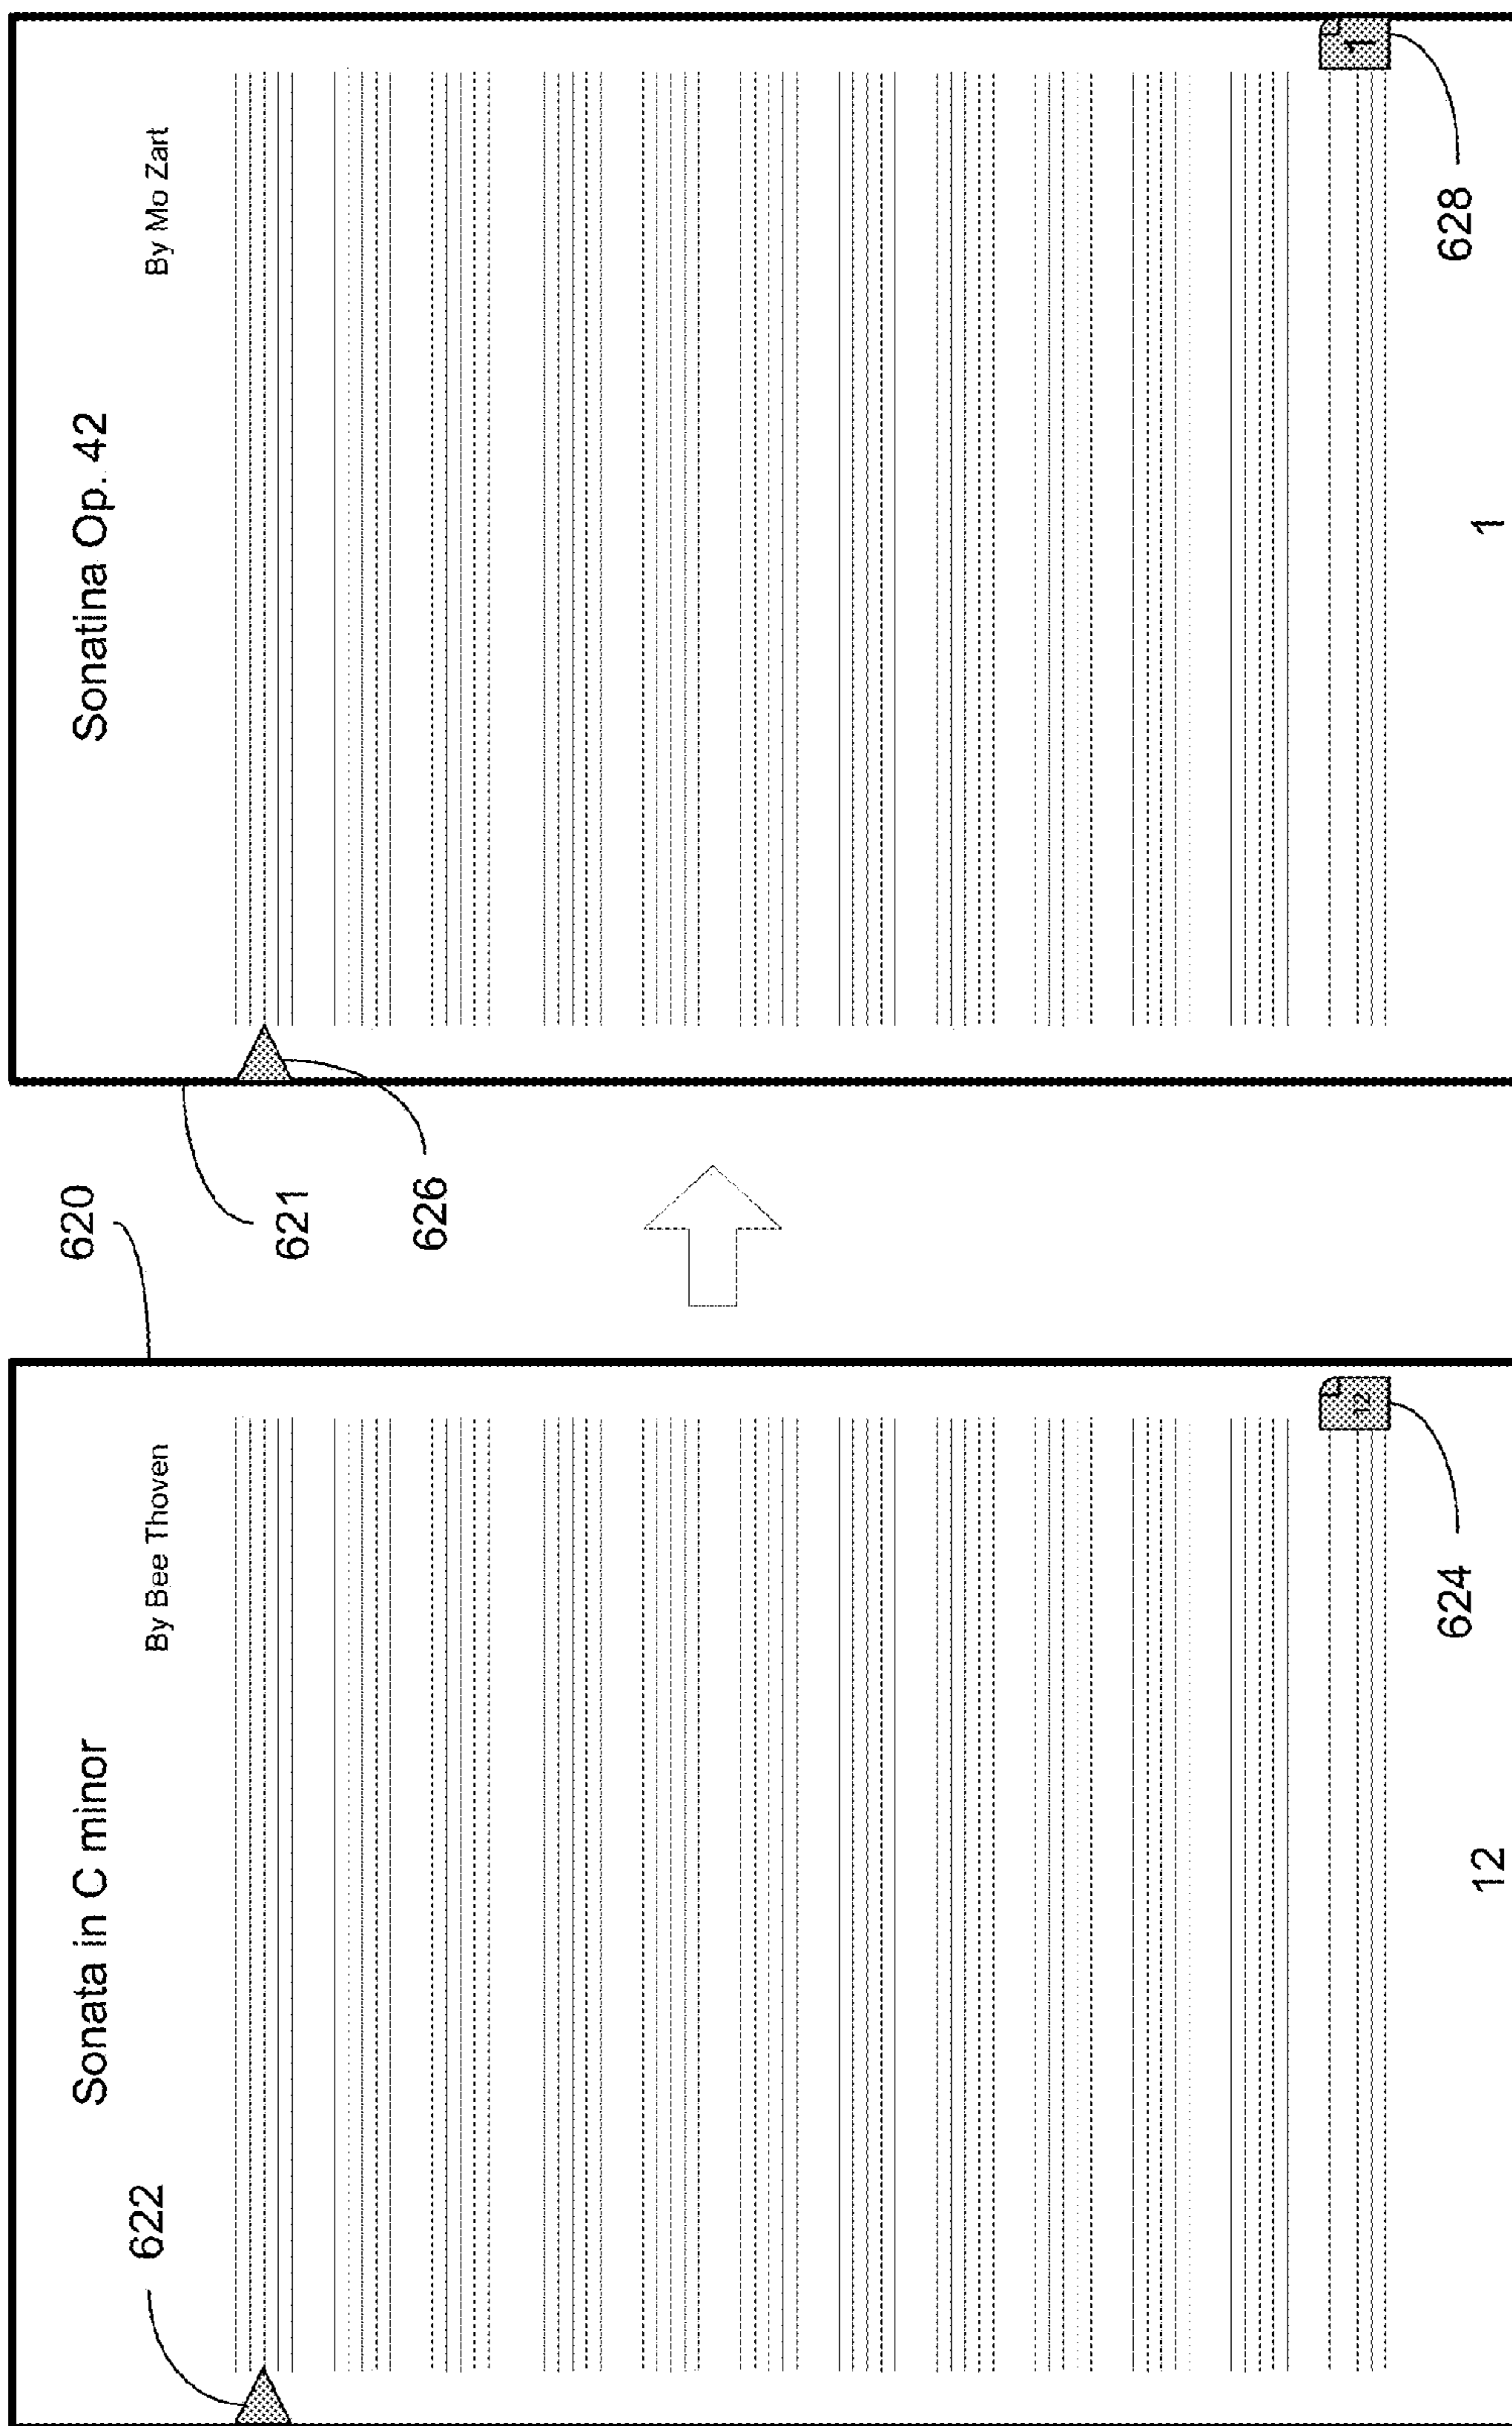 620
621
626
622
Sonata in C minor
By Bee Thoven
12
12
624
Sonatina Op. 42
By Mo Zart
1
1
628